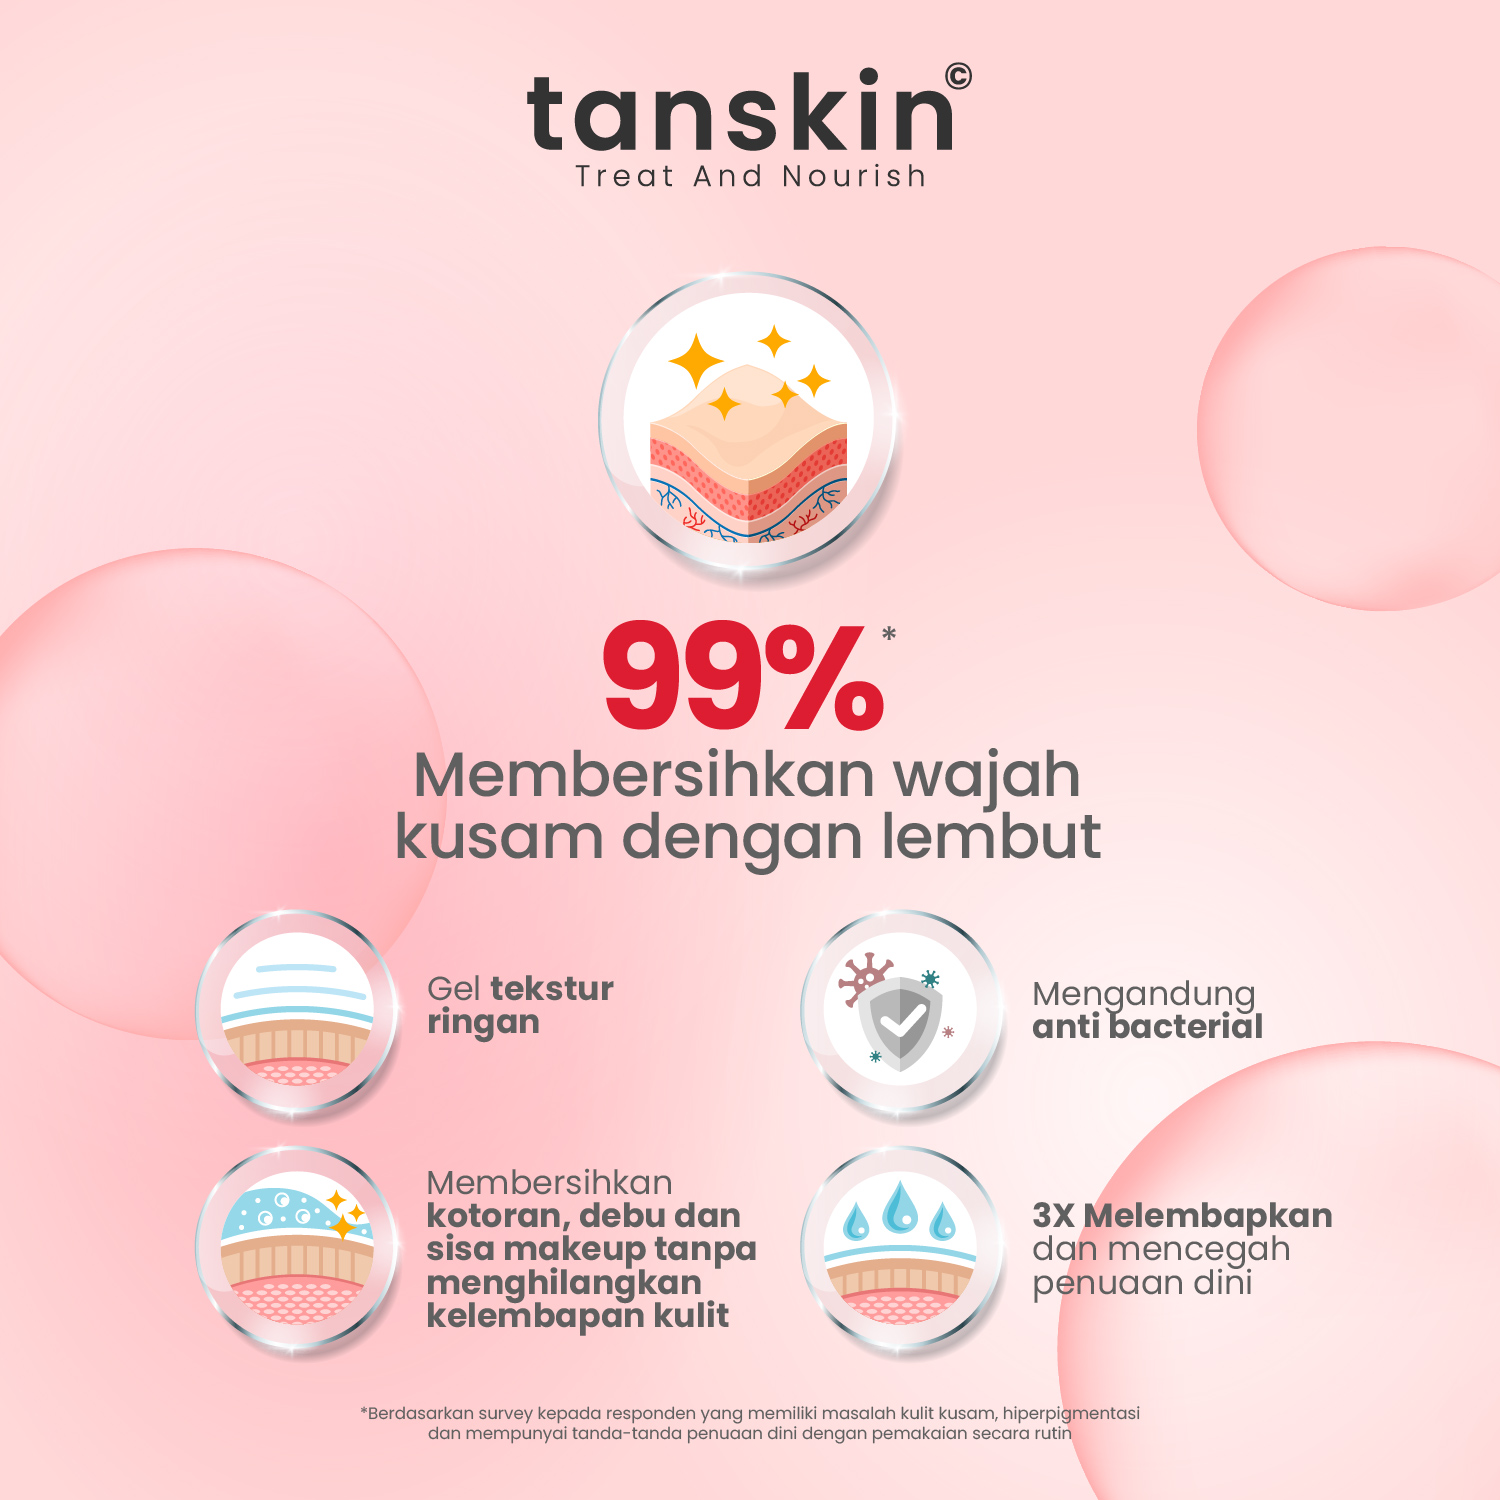 tanskin©
Treat And Nourish
99%*
Membersihkan wajah
kusam dengan lembut
Gel tekstur
ringan
Mengandung
anti bacterial
Membersihkan
kotoran, debu dan
sisa makeup tanpa
menghilangkan
kelembapan kulit
3X Melembapkan
dan mencegah
penuaan dini
*Berdasarkan survey kepada responden yang memiliki masalah kulit kusam, hiperpigmentasi
dan mempunyai tanda-tanda penuaan dini dengan pemakaian secara rutin